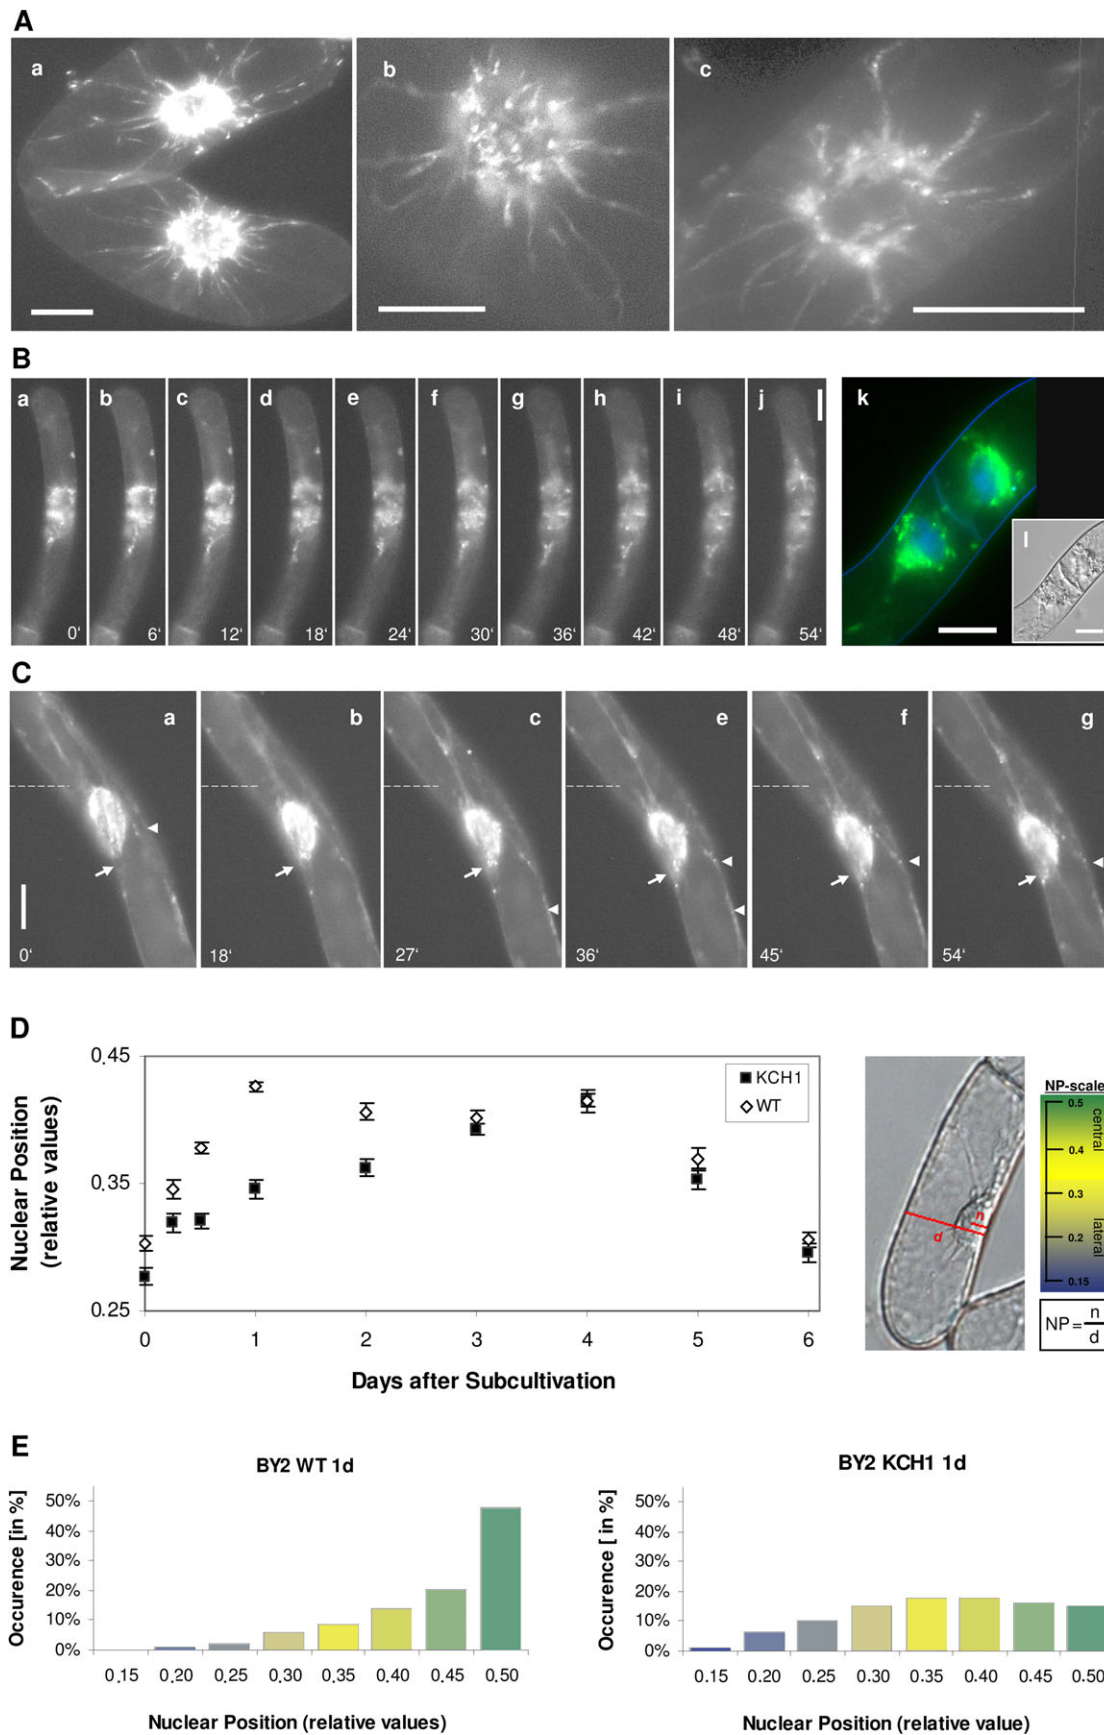 A
a b c
B
a b c d e f g h i j k
l
0' 6' 12' 18' 24' 30' 36' 42' 48' 54'
C
a b c e f g
*
0' 18' 27' 36' 45' 54'
D
0.45
0.35
0.25
Nuclear Position
(relative values)
KCH1
WT
0 1 2 3 4 5 6
Days after Subcultivation
n
d
NP-scale
0.5
0.4
0.3
0.2
0.15
central
lateral
NP = n
d
E
BY2 WT 1d
Occurence [in %]
50%
40%
30%
20%
10%
0%
0.15 0.20 0.25 0.30 0.35 0.40 0.45 0.50
Nuclear Position (relative values)
BY2 KCH1 1d
Occurence [ in %]
50%
40%
30%
20%
10%
0%
0.15 0.20 0.25 0.30 0.35 0.40 0.45 0.50
Nuclear Position (relative value)